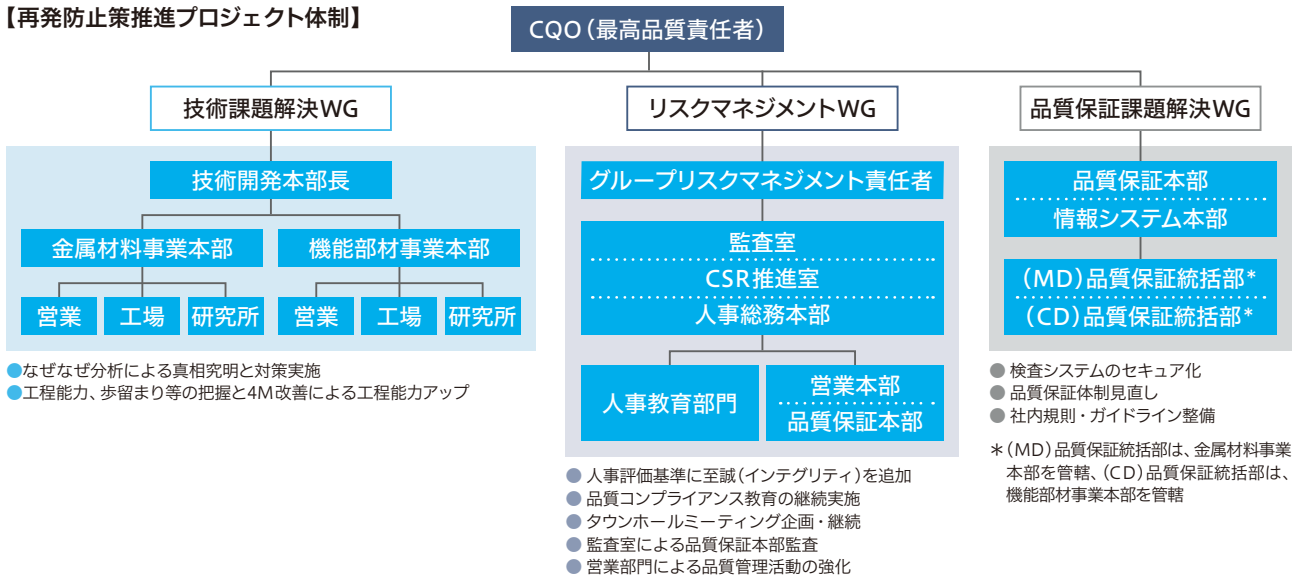 【再発防止策推進プロジェクト体制】
CQO（最高品質責任者）
技術課題解決WG
リスクマネジメントWG
品質保証課題解決WG
技術開発本部長
金属材料事業本部
機能部材事業本部
営業
工場
研究所
営業
工場
研究所
●なぜなぜ分析による真相究明と対策実施
●工程能力、歩留まり等の把握と4M改善による工程能力アップ
グループリスクマネジメント責任者
監査室
CSR推進室
人事総務本部
人事教育部門
営業本部
品質保証本部
● 人事評価基準に至誠（インテグリティ）を追加
● 品質コンプライアンス教育の継続実施
● タウンホールミーティング企画・継続
● 監査室による品質保証本部監査
● 営業部門による品質管理活動の強化
品質保証本部
情報システム本部
（MD）品質保証統括部*
（CD）品質保証統括部*
● 検査システムのセキュア化
● 品質保証体制見直し
● 社内規則・ガイドライン整備
＊（MD）品質保証統括部は、金属材料事業
本部を管轄、（CD）品質保証統括部は、
機能部材事業本部を管轄